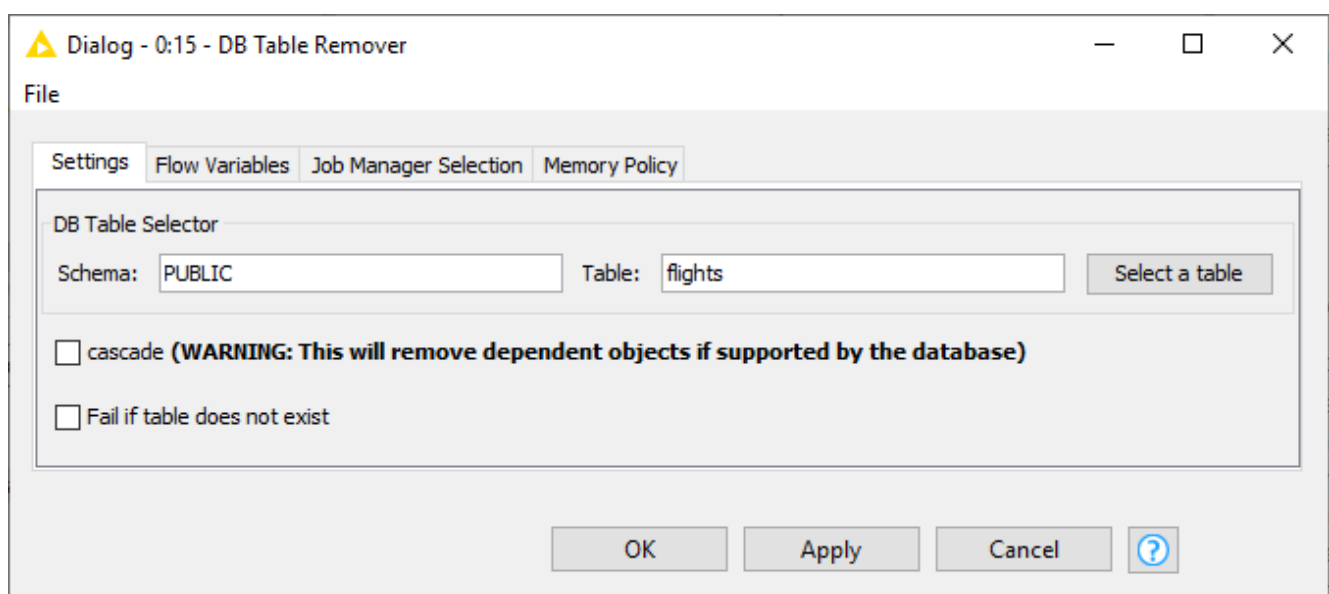 Dialog - 0:15 - DB Table Remover
File
Settings Flow Variables Job Manager Selection Memory Policy
DB Table Selector
Schema: PUBLIC Table: flights Select a table
cascade (WARNING: This will remove dependent objects if supported by the database)
Fail if table does not exist
OK Apply Cancel ?